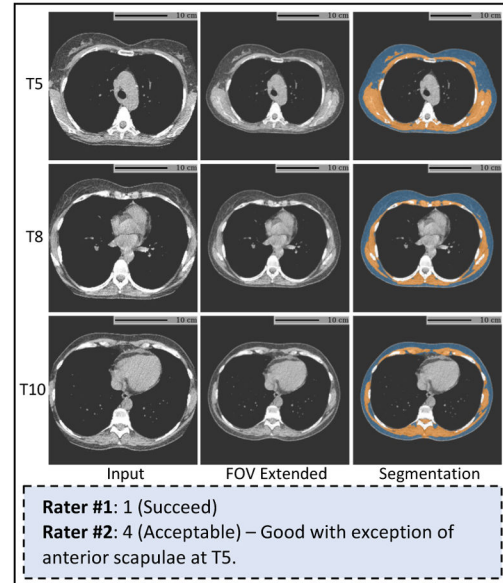 10 cm 10 cm 10 cm
T5
10 cm 10 cm 10 cm
T8
10 cm 10 cm 10 cm
T10
Input FOV Extended Segmentation
Rater #1: 1 (Succeed)
Rater #2: 4 (Acceptable) – Good with exception of
anterior scapulae at T5.